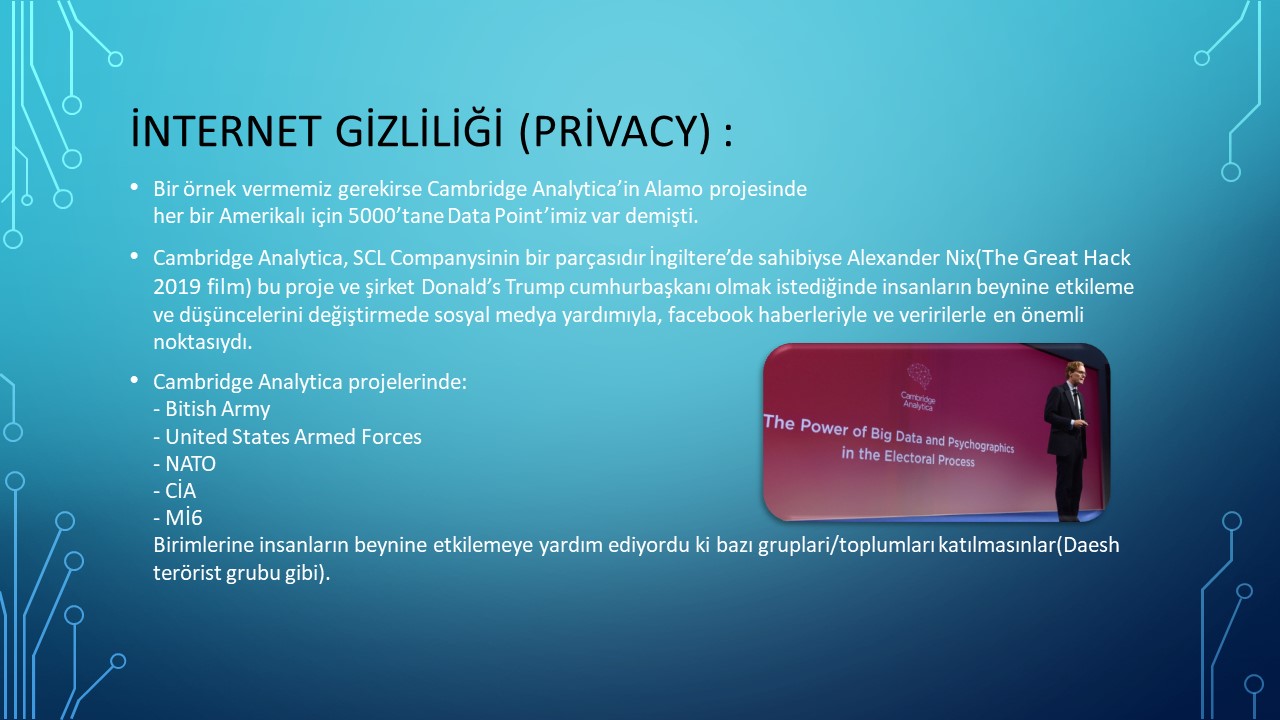 İNTERNET GİZLİLİĞİ (PRİVACY) :
• Bir örnek vermemiz gerekirse Cambridge Analytica’in Alamo projesinde
her bir Amerikalı için 5000’tane Data Point’imiz var demişti.
• Cambridge Analytica, SCL Companysinin bir parçasıdır İngiltere’de sahibiyse Alexander Nix(The Great Hack
2019 film) bu proje ve şirket Donald’s Trump cumhurbaşkanı olmak istediğinde insanların beynine etkileme
ve düşüncelerini değiştirmede sosyal medya yardımıyla, facebook haberleriyle ve veririlerle en önemli
noktasıydı.
• Cambridge Analytica projelerinde:
- Bitish Army
- United States Armed Forces
- NATO
- CİA
- Mİ6
Birimlerine insanların beynine etkilemeye yardım ediyordu ki bazı gruplari/toplumları katılmasınlar(Daesh
terörist grubu gibi).
Cambridge
Analytica
The Power of Big Data and Psychographics
in the Electoral Process